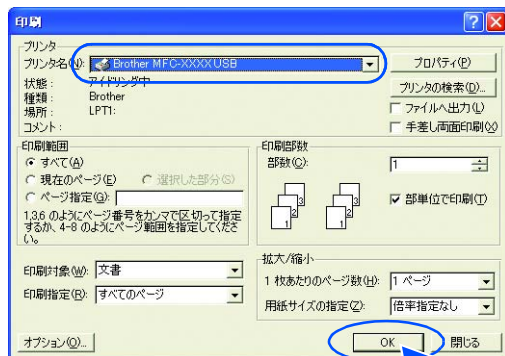 印刷
プリンタ
プリンタ名(N): Brother MFC-XXXX USB
プロパティ(P)
状態: アイドリング中
プリンタの検索(D)...
種類: Brother
場所: LPT1:
ファイルへ出力(L)
コメント:
手差し両面印刷(X)
印刷範囲
すべて(A)
現在のページ(E) 選択した部分(S)
ページ指定(G):
1,3,6 のようにページ番号をカンマで区切って指定
するか、4-8 のようにページ範囲を指定してくださ
い。
印刷部数
部数(C): 1
部単位で印刷(T)
印刷対象(W): 文書
印刷指定(R): すべてのページ
拡大/縮小
1 枚あたりのページ数(H): 1 ページ
用紙サイズの指定(Z): 倍率指定なし
オプション(O)...
OK
閉じる